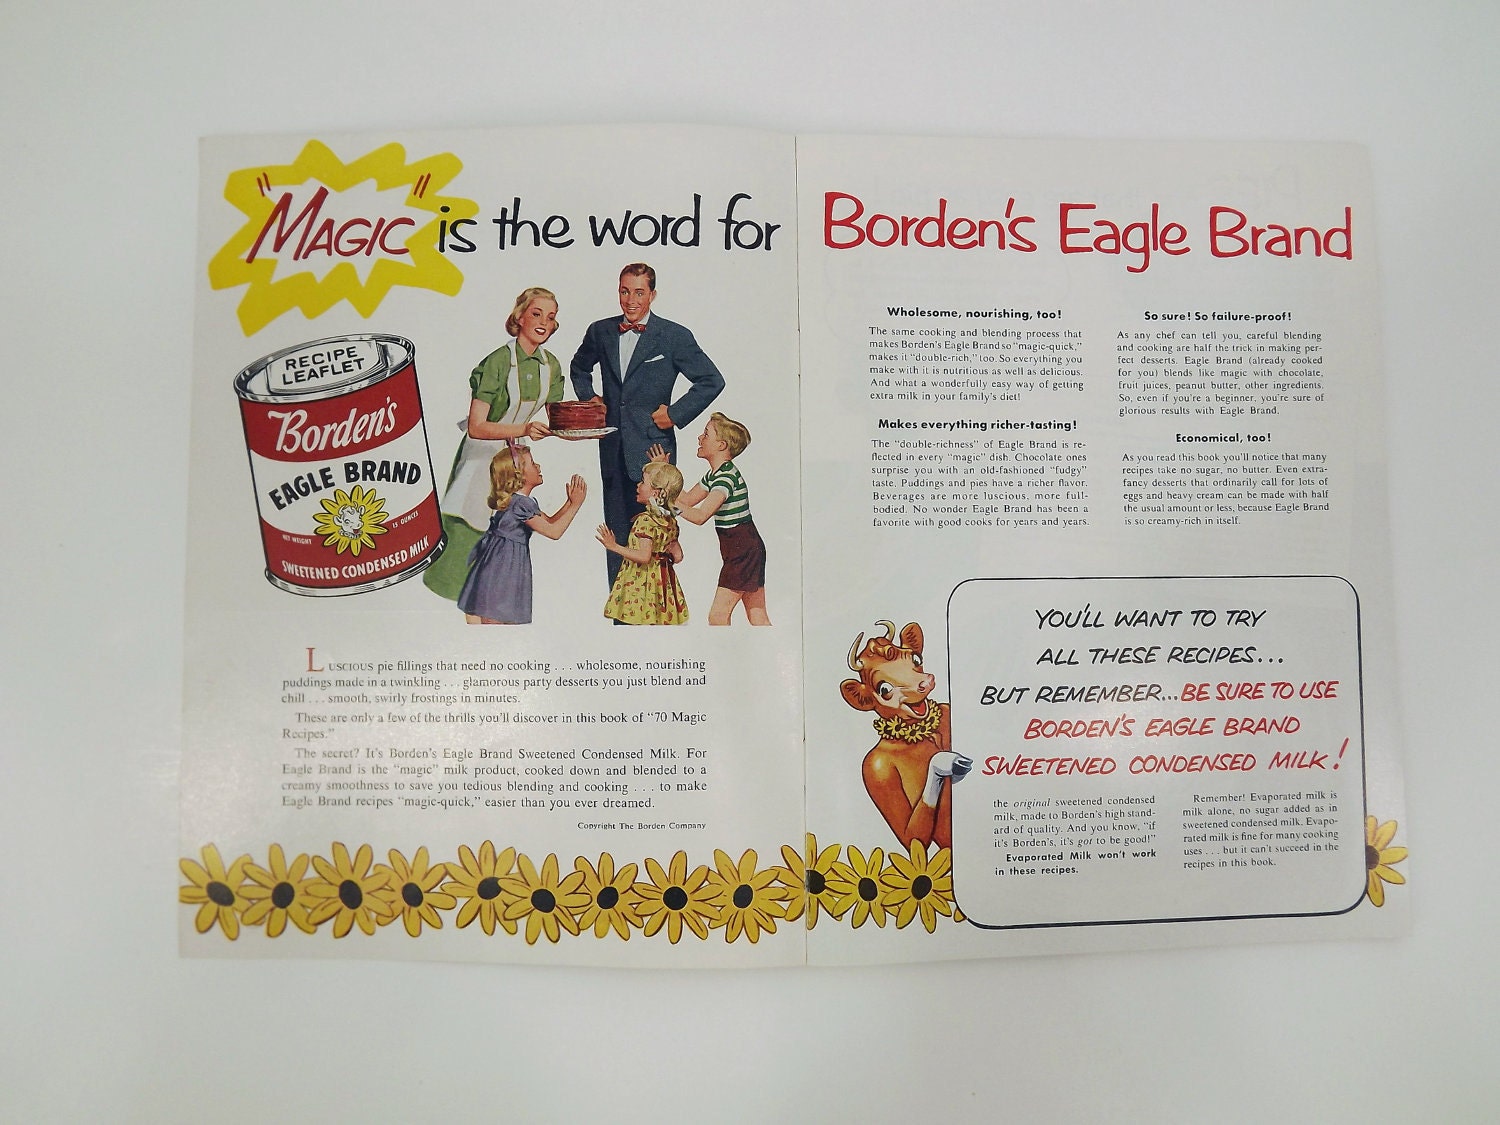 "MAGIC" is the word for Borden's Eagle Brand
RECIPE
LEAFLET
Borden's
EAGLE BRAND
NET WEIGHT 15 OUNCES
SWEETENED CONDENSED MILK
LUSCIOUS pie fillings that need no cooking . . . wholesome, nourishing
puddings made in a twinkling . . . glamorous party desserts you just blend and
chill . . . smooth, swirly frostings in minutes.
These are only a few of the thrills you'll discover in this book of "70 Magic
Recipes."
The secret? It's Borden's Eagle Brand Sweetened Condensed Milk. For
Eagle Brand is the "magic" milk product, cooked down and blended to a
creamy smoothness to save you tedious blending and cooking . . . to make
Eagle Brand recipes "magic-quick," easier than you ever dreamed.
Copyright The Borden Company
Wholesome, nourishing, too!
The same cooking and blending process that
makes Borden's Eagle Brand so "magic-quick,"
makes it "double-rich," too. So everything you
make with it is nutritious as well as delicious.
And what a wonderfully easy way of getting
extra milk in your family's diet!
Makes everything richer-tasting!
The "double-richness" of Eagle Brand is re-
flected in every "magic" dish. Chocolate ones
surprise you with an old-fashioned "fudgy"
taste. Puddings and pies have a richer flavor.
Beverages are more luscious, more full-
bodied. No wonder Eagle Brand has been a
favorite with good cooks for years and years.
So sure! So failure-proof!
As any chef can tell you, careful blending
and cooking are half the trick in making per-
fect desserts. Eagle Brand (already cooked
for you) blends like magic with chocolate,
fruit juices, peanut butter, other ingredients.
So, even if you're a beginner, you're sure of
glorious results with Eagle Brand.
Economical, too!
As you read this book you'll notice that many
recipes take no sugar, no butter. Even extra-
fancy desserts that ordinarily call for lots of
eggs and heavy cream can be made with half
the usual amount or less, because Eagle Brand
is so creamy-rich in itself.
YOU'LL WANT TO TRY
ALL THESE RECIPES...
BUT REMEMBER...BE SURE TO USE
BORDEN'S EAGLE BRAND
SWEETENED CONDENSED MILK!
the original sweetened condensed
milk, made to Borden's high stand-
ard of quality. And you know, "if
it's Borden's, it's got to be good!"
Evaporated Milk won't work
in these recipes.
Remember! Evaporated milk is
milk alone, no sugar added as in
sweetened condensed milk. Evapo-
rated milk is fine for many cooking
uses . . . but it can't succeed in the
recipes in this book.